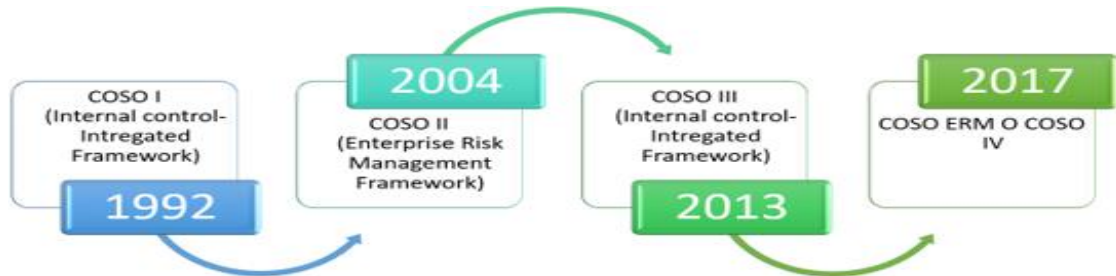 COSO I
(Internal control-
Intregated
Framework)
1992
2004
COSO II
(Enterprise Risk
Management
Framework)
COSO III
(Internal control-
Intregated
Framework)
2013
2017
COSO ERM O COSO
IV